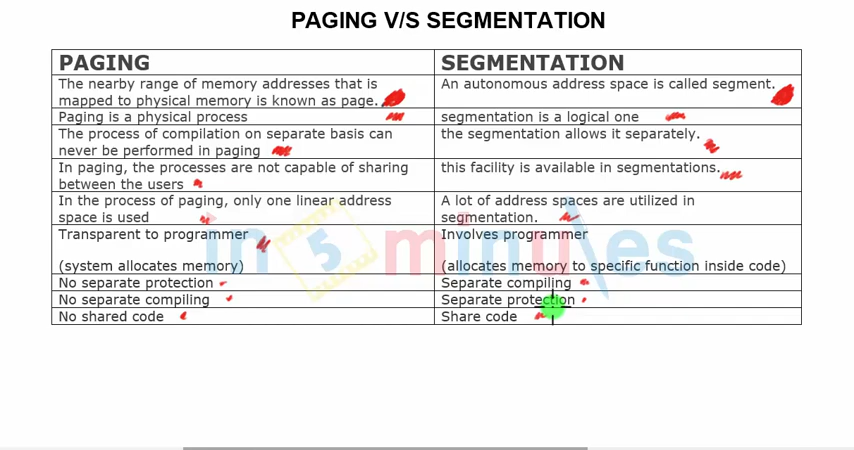 PAGING V/S SEGMENTATION
PAGING
SEGMENTATION
The nearby range of memory addresses that is
mapped to physical memory is known as page.
An autonomous address space is called segment.
Paging is a physical process
segmentation is a logical one
The process of compilation on separate basis can
never be performed in paging
the segmentation allows it separately.
In paging, the processes are not capable of sharing
between the users
this facility is available in segmentations.
In the process of paging, only one linear address
space is used
A lot of address spaces are utilized in
segmentation.
Transparent to programmer
(system allocates memory)
Involves programmer
(allocates memory to specific function inside code)
No separate protection
Separate compiling
No separate compiling
Separate protection
No shared code
Share code
in 5 minutes